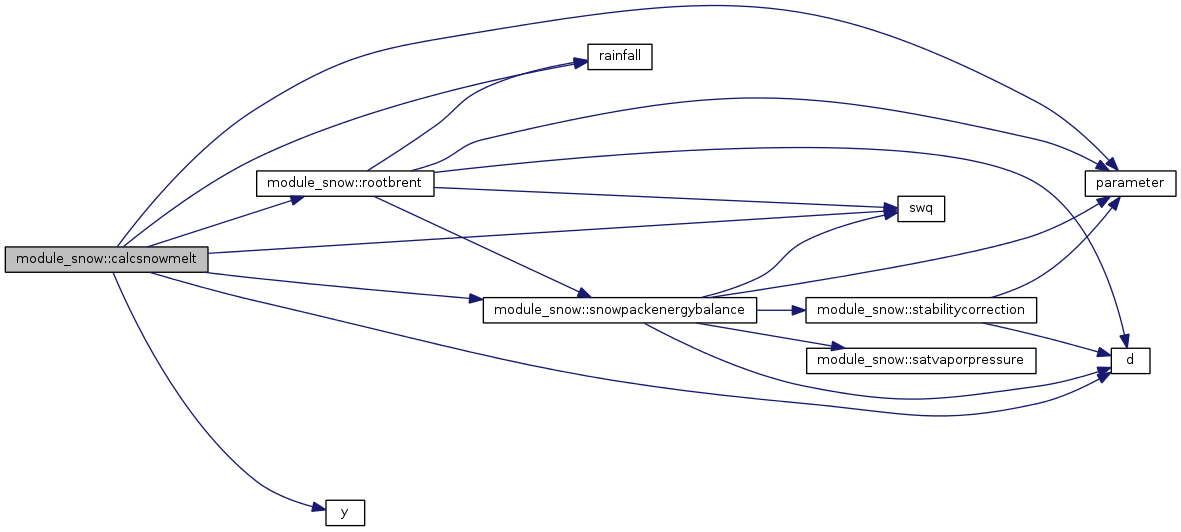 rainfall
module_snow::rootbrent
parameter
swq
module_snow::calcsnowmelt
module_snow::snowpackenergybalance
module_snow::stabilitycorrection
module_snow::satvaporpressure
d
y